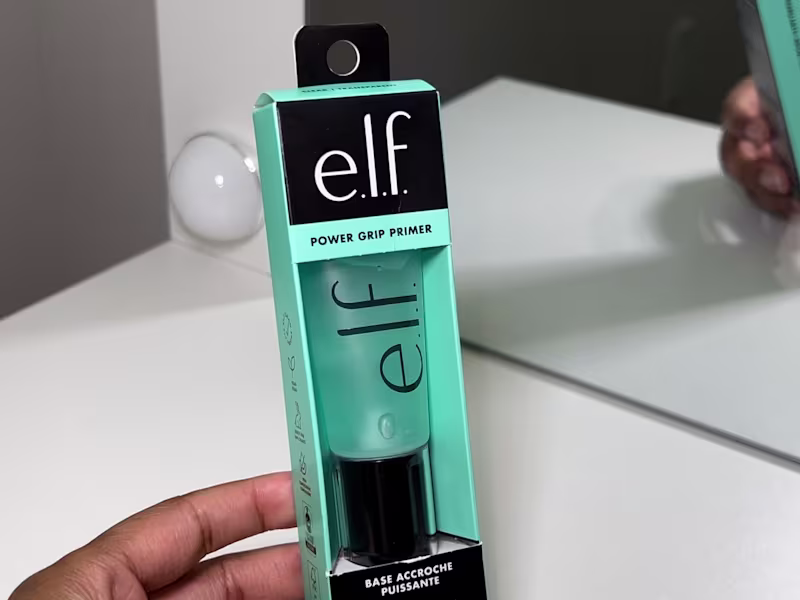 e.l.f.
POWER GRIP PRIMER
e.l.f.
BASE ACCROCHE
PUISSANTE